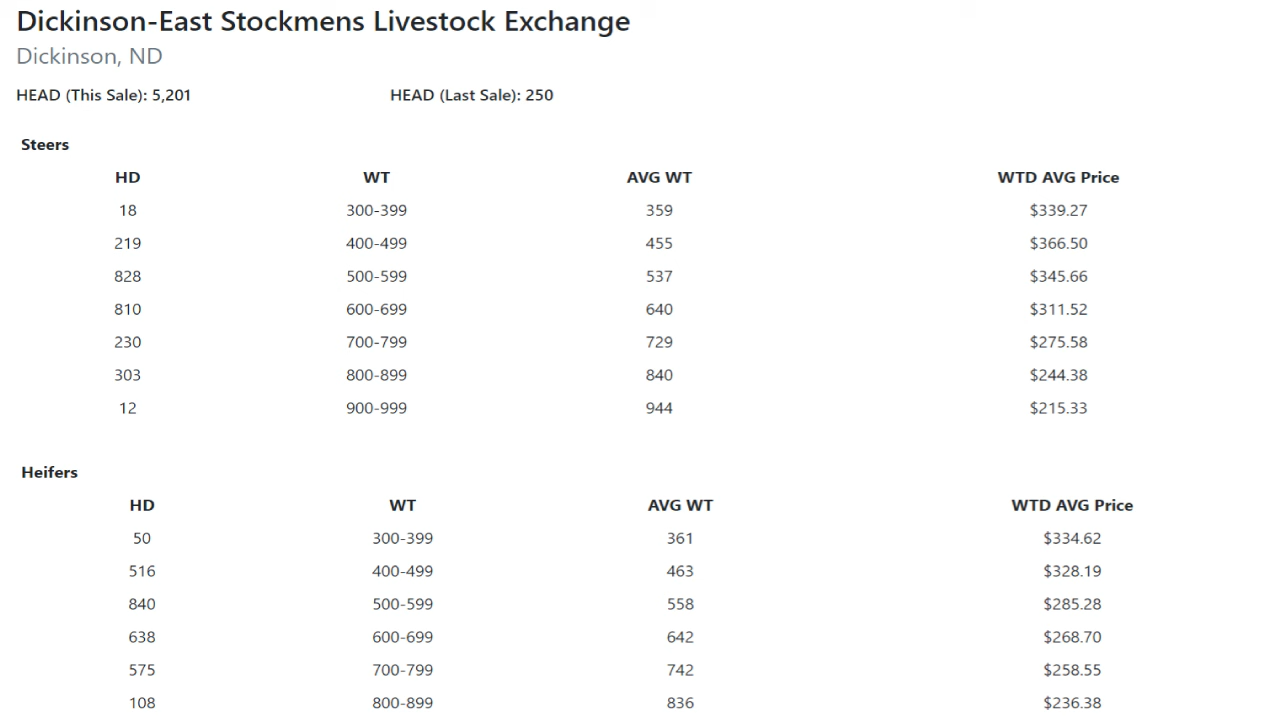 Dickinson-East Stockmens Livestock Exchange
Dickinson, ND
HEAD (This Sale): 5,201 HEAD (Last Sale): 250
Steers
HD WT AVG WT WTD AVG Price
18 300-399 359 $339.27
219 400-499 455 $366.50
828 500-599 537 $345.66
810 600-699 640 $311.52
230 700-799 729 $275.58
303 800-899 840 $244.38
12 900-999 944 $215.33
Heifers
HD WT AVG WT WTD AVG Price
50 300-399 361 $334.62
516 400-499 463 $328.19
840 500-599 558 $285.28
638 600-699 642 $268.70
575 700-799 742 $258.55
108 800-899 836 $236.38